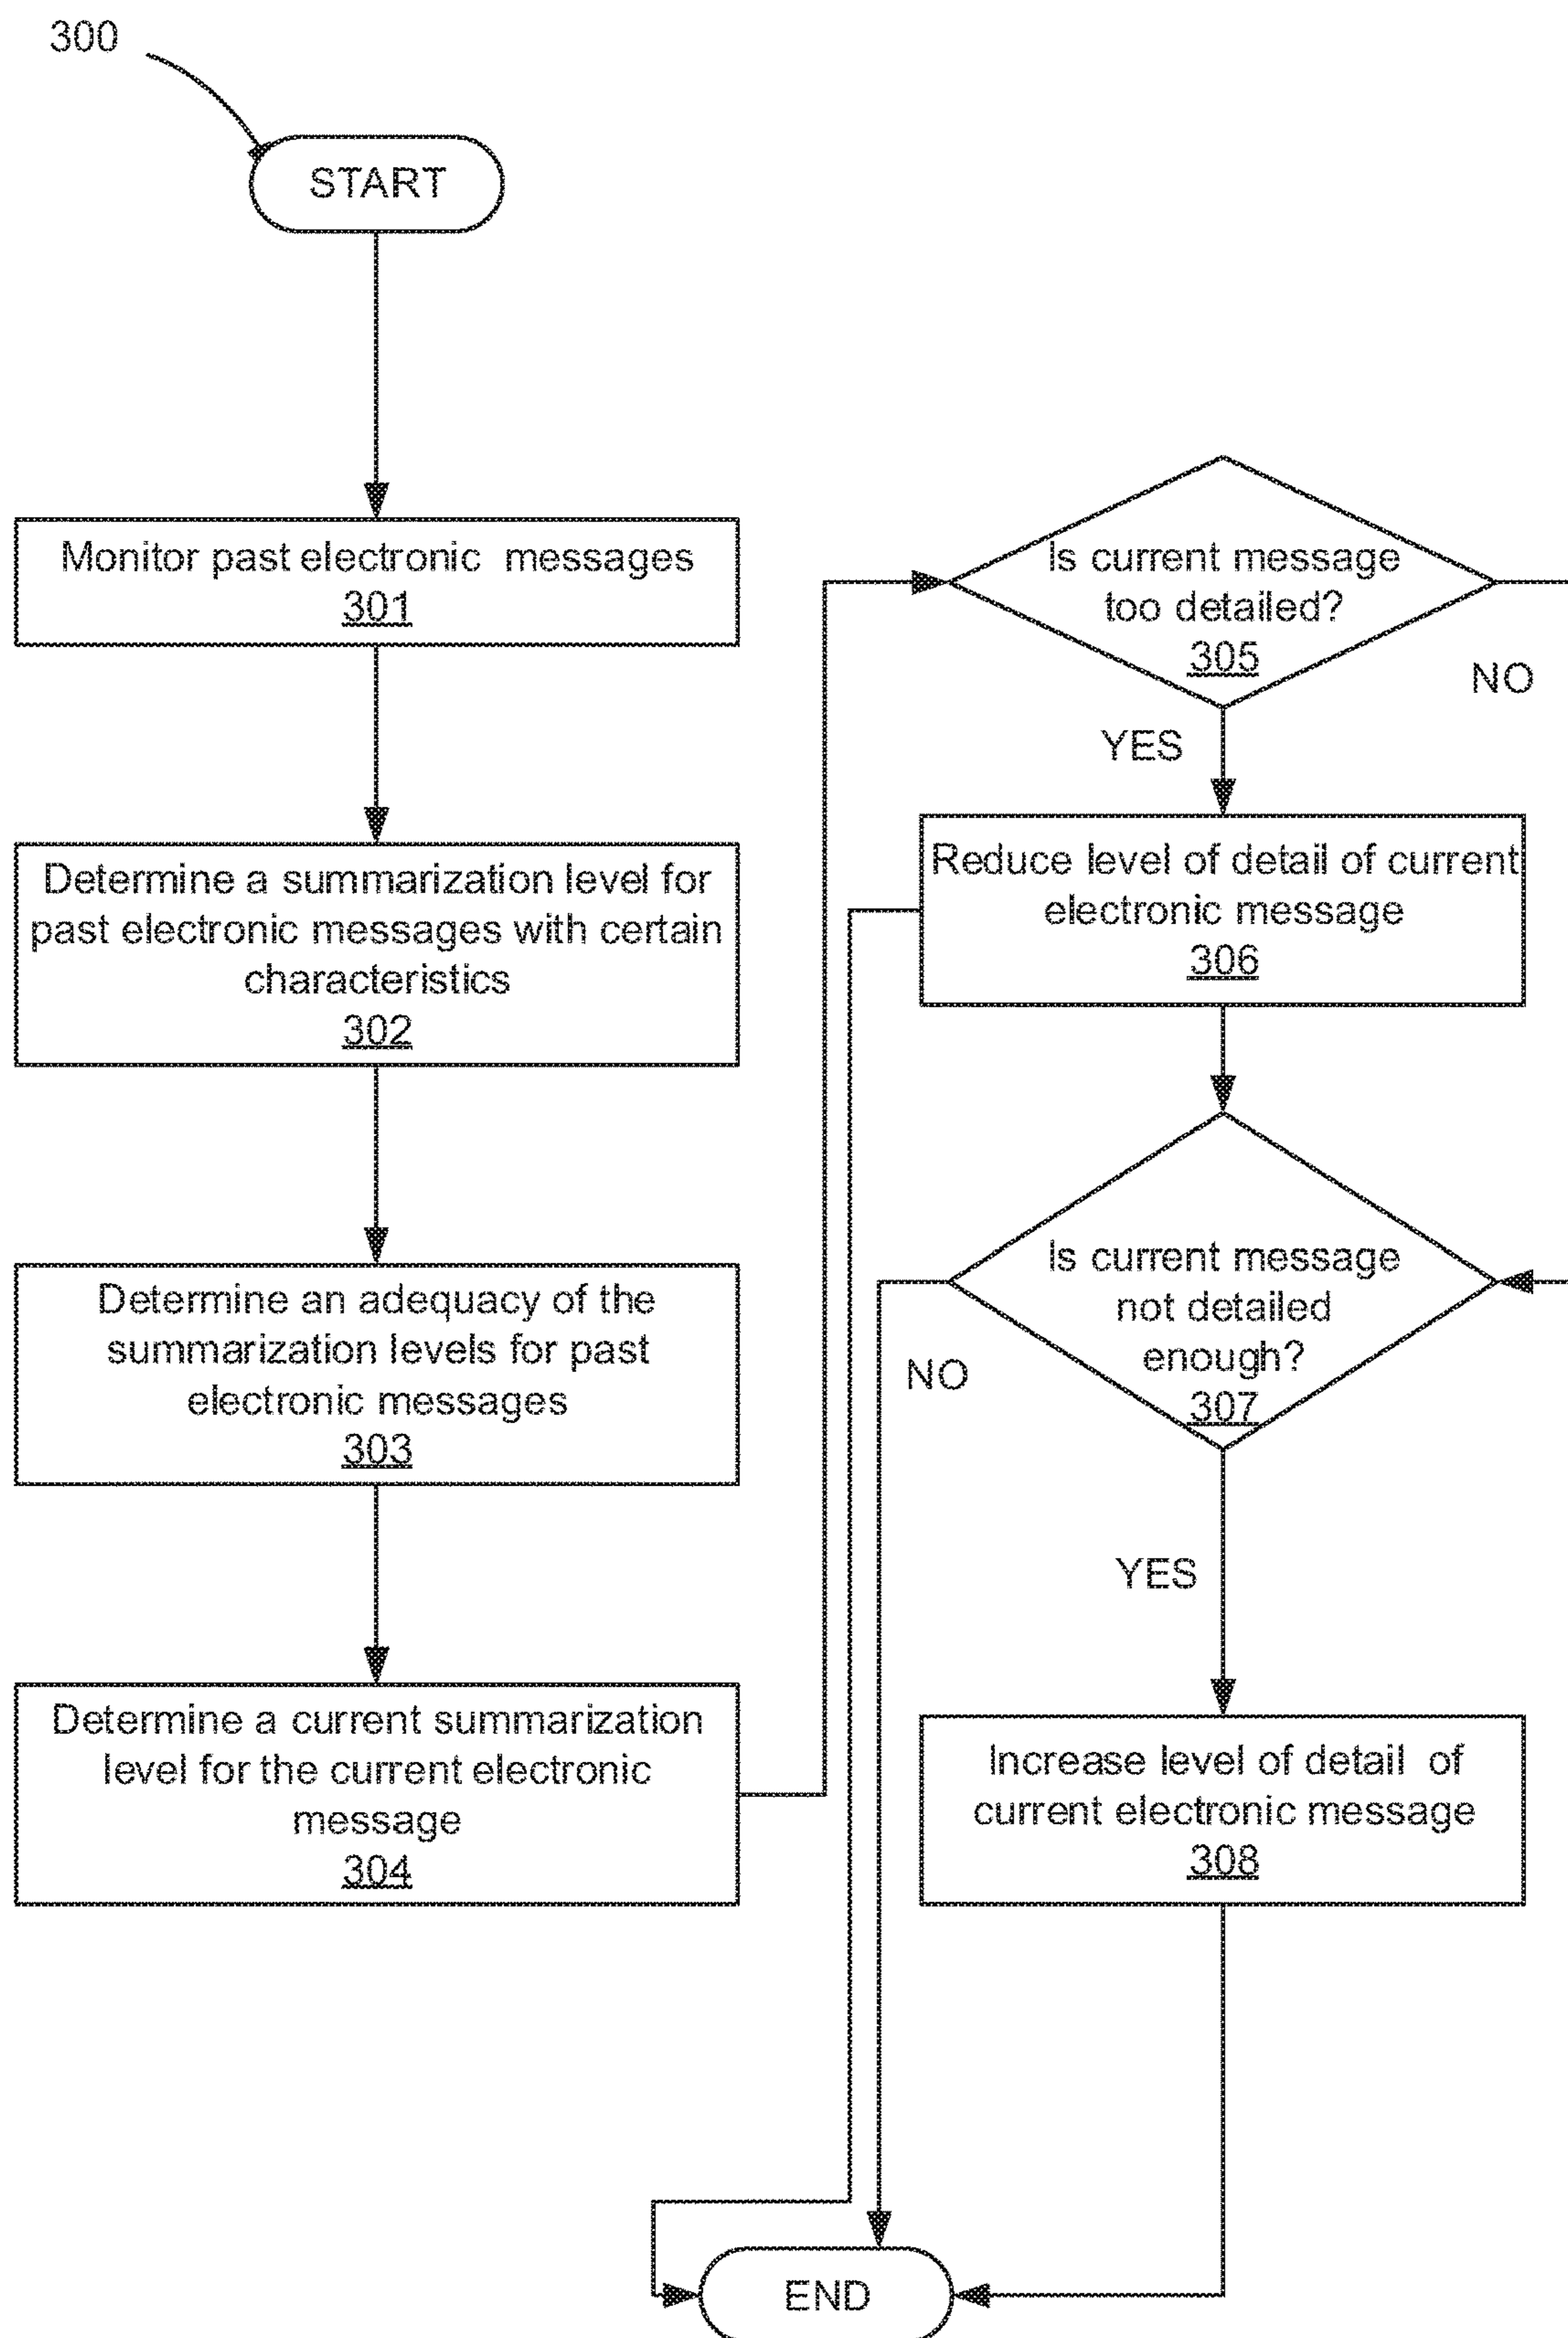 300
START
Monitor past electronic messages
301
Determine a summarization level for
past electronic messages with certain
characteristics
302
Determine an adequacy of the
summarization levels for past
electronic messages
303
Determine a current summarization
level for the current electronic
message
304
Is current message
too detailed?
305
NO
YES
Reduce level of detail of current
electronic message
306
Is current message
not detailed
enough?
307
NO
YES
Increase level of detail of
current electronic message
308
END